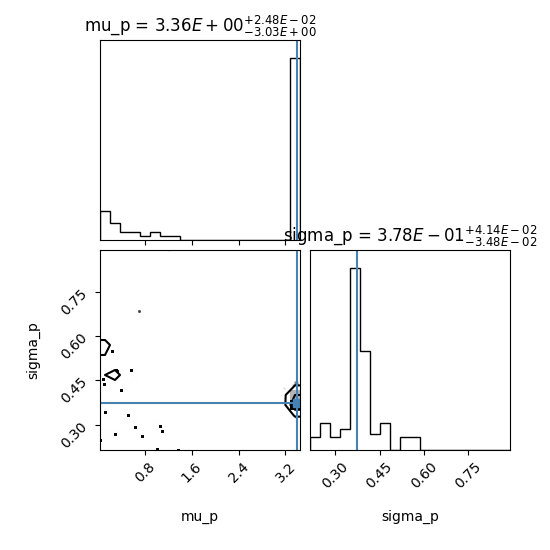 mu_p = 3.36E + 00+2.48E−02 −3.03E+00
sigma_p = 3.78E − 01+4.14E−02 −3.48E−02
sigma_p
0.75
0.60
0.45
0.30
0.8 1.6 2.4 3.2
0.30 0.45 0.60 0.75
mu_p
sigma_p